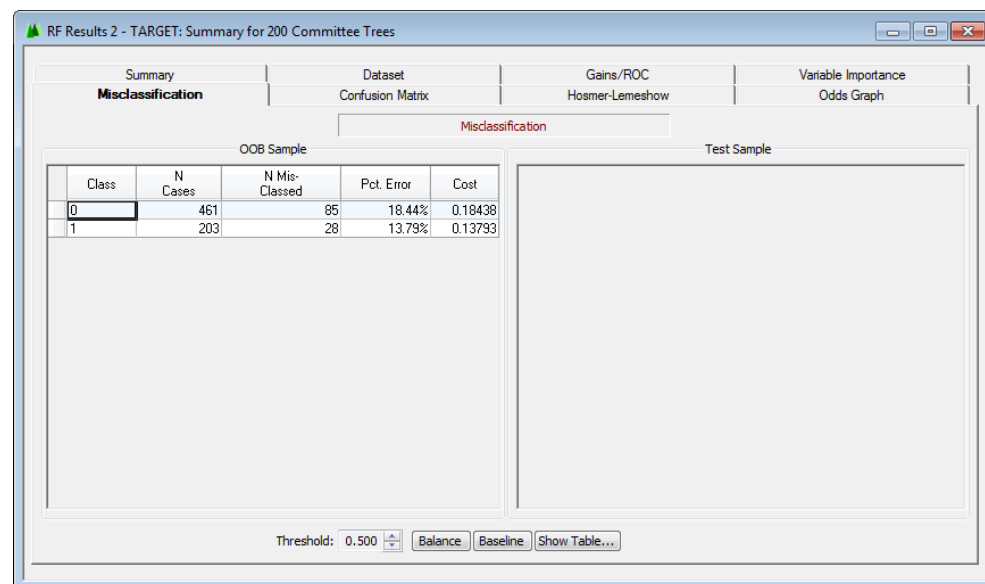 RF Results 2 - TARGET: Summary for 200 Committee Trees
Summary Dataset Gains/ROC Variable Importance
Misclassification Confusion Matrix Hosmer-Lemeshow Odds Graph
Misclassification
OOB Sample Test Sample
Class N Cases N Mis-Classed Pct. Error Cost
0 461 85 18.44% 0.18438
1 203 28 13.79% 0.13793
Threshold: 0.500 Balance Baseline Show Table...